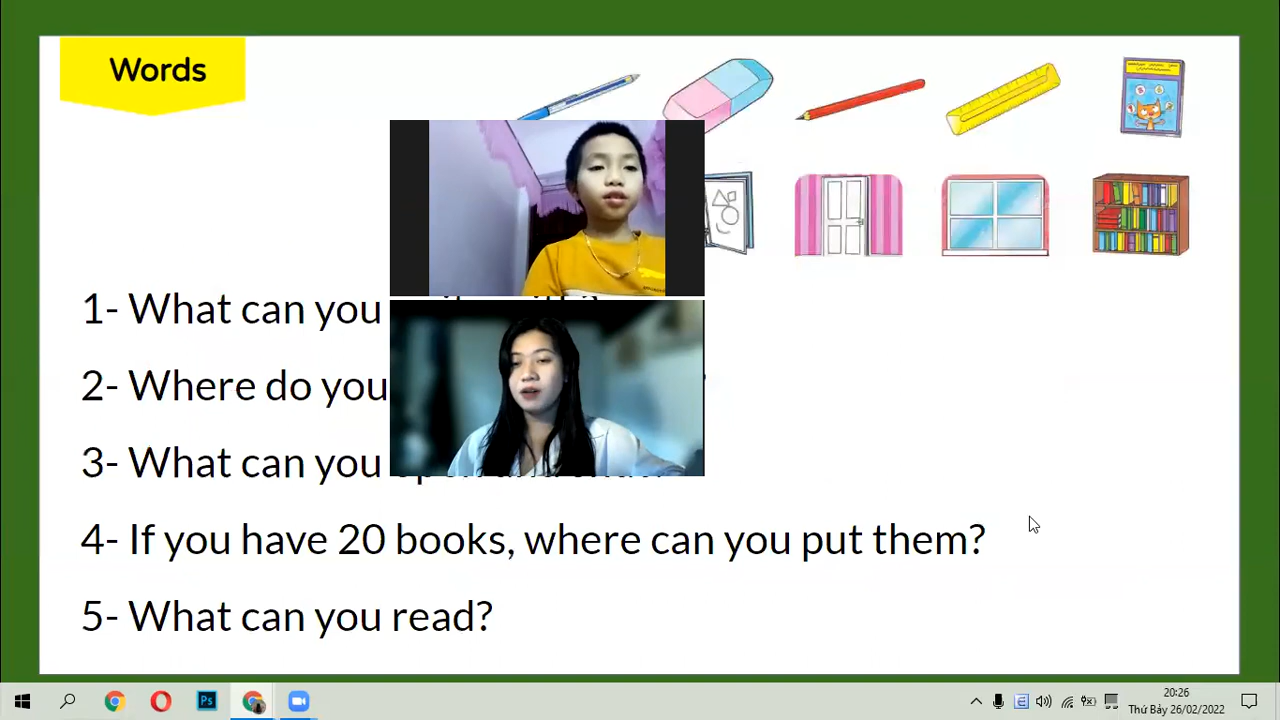 Words
1- What can you
2- Where do you
3- What can you
4- If you have 20 books, where can you put them?
5- What can you read?
Ps
20:26
Thứ Bảy 26/02/2022